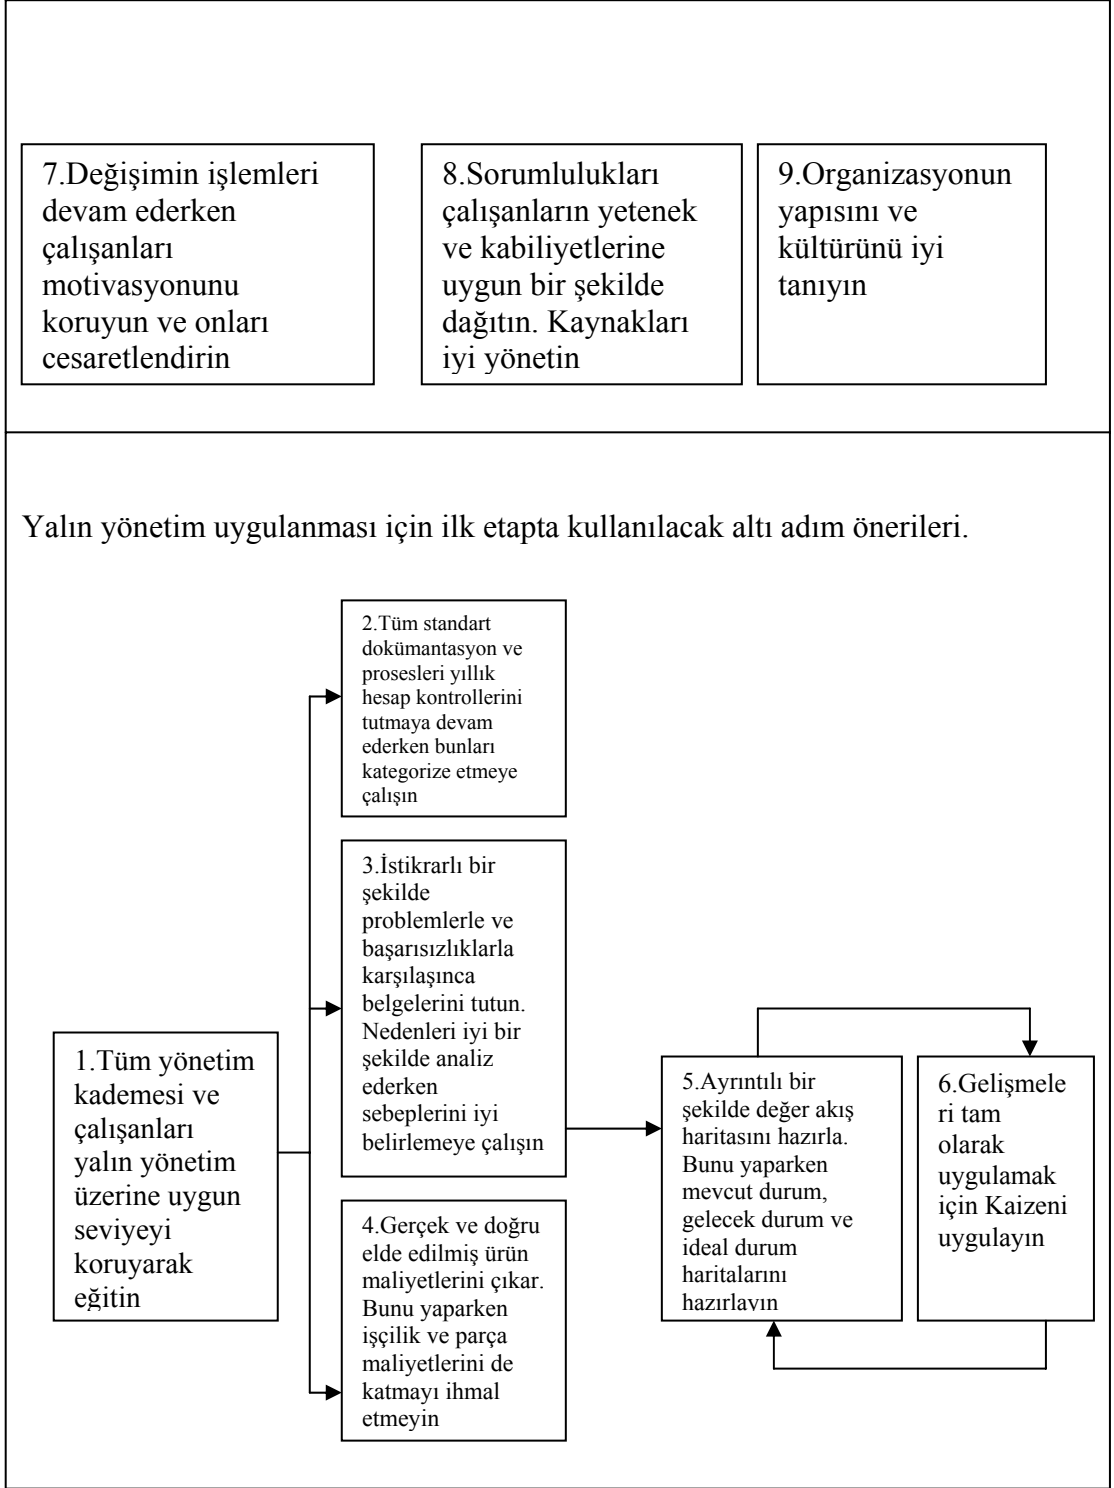 7.Değişimin işlemleri
devam ederken
çalışanları
motivasyonunu
koruyun ve onları
cesaretlendirin
8.Sorumlulukları
çalışanların yetenek
ve kabiliyetlerine
uygun bir şekilde
dağıtın. Kaynakları
iyi yönetin
9.Organizasyonun
yapısını ve
kültürünü iyi
tanıyın
Yalın yönetim uygulanması için ilk etapta kullanılacak altı adım önerileri.
1.Tüm yönetim
kademesi ve
çalışanları
yalın yönetim
üzerine uygun
seviyeyi
koruyarak
eğitin
2.Tüm standart
dokümantasyon ve
prosesleri yıllık
hesap kontrollerini
tutmaya devam
ederken bunları
kategorize etmeye
çalışın
3.İstikrarlı bir
şekilde
problemlerle ve
başarısızlıklarla
karşılaşınca
belgelerini tutun.
Nedenleri iyi bir
şekilde analiz
ederken
sebeplerini iyi
belirlemeye çalışın
4.Gerçek ve doğru
elde edilmiş ürün
maliyetlerini çıkar.
Bunu yaparken
işçilik ve parça
maliyetlerini de
katmayı ihmal
etmeyin
5.Ayrıntılı bir
şekilde değer akış
haritasını hazırla.
Bunu yaparken
mevcut durum,
gelecek durum ve
ideal durum
haritalarını
hazırlayın
6.Gelişmele
ri tam
olarak
uygulamak
için Kaizeni
uygulayın